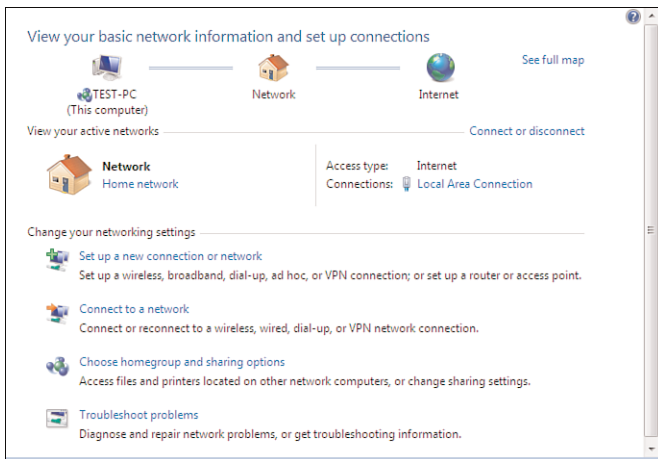 View your basic network information and set up connections
See full map
TEST-PC
(This computer)
Network
Internet
View your active networks
Connect or disconnect
Network
Home network
Access type: Internet
Connections: Local Area Connection
Change your networking settings
Set up a new connection or network
Set up a wireless, broadband, dial-up, ad hoc, or VPN connection; or set up a router or access point.
Connect to a network
Connect or reconnect to a wireless, wired, dial-up, or VPN network connection.
Choose homegroup and sharing options
Access files and printers located on other network computers, or change sharing settings.
Troubleshoot problems
Diagnose and repair network problems, or get troubleshooting information.